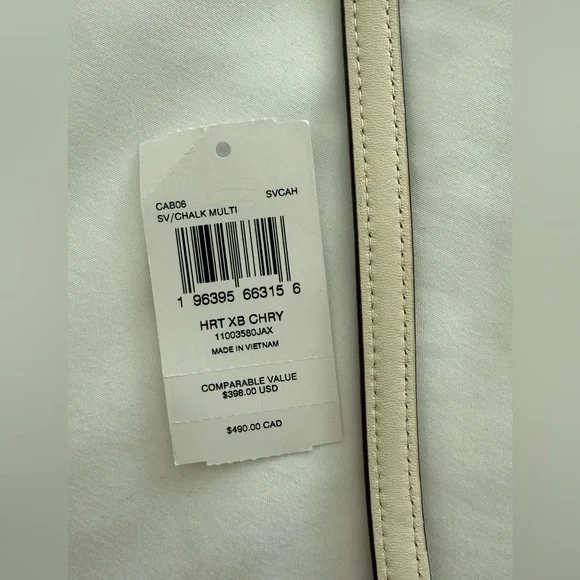 CAB06 SVCAH
SV/CHALK MULTI
1 96395 66315 6
HRT XB CHRY
11003580JAX
MADE IN VIETNAM
COMPARABLE VALUE
$398.00 USD
$490.00 CAD